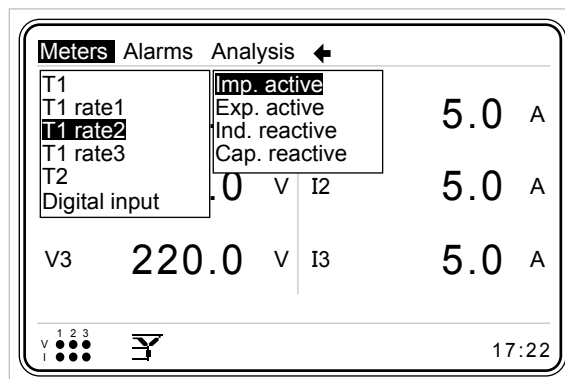 Meters Alarms Analysis
T1 Imp. active
T1 rate1 Exp. active 5.0 A
T1 rate2 Ind. reactive
T1 rate3 Cap. reactive
T2 .0 V I2 5.0 A
Digital input
V3 220.0 V I3 5.0 A
1 2 3
V
I 17:22